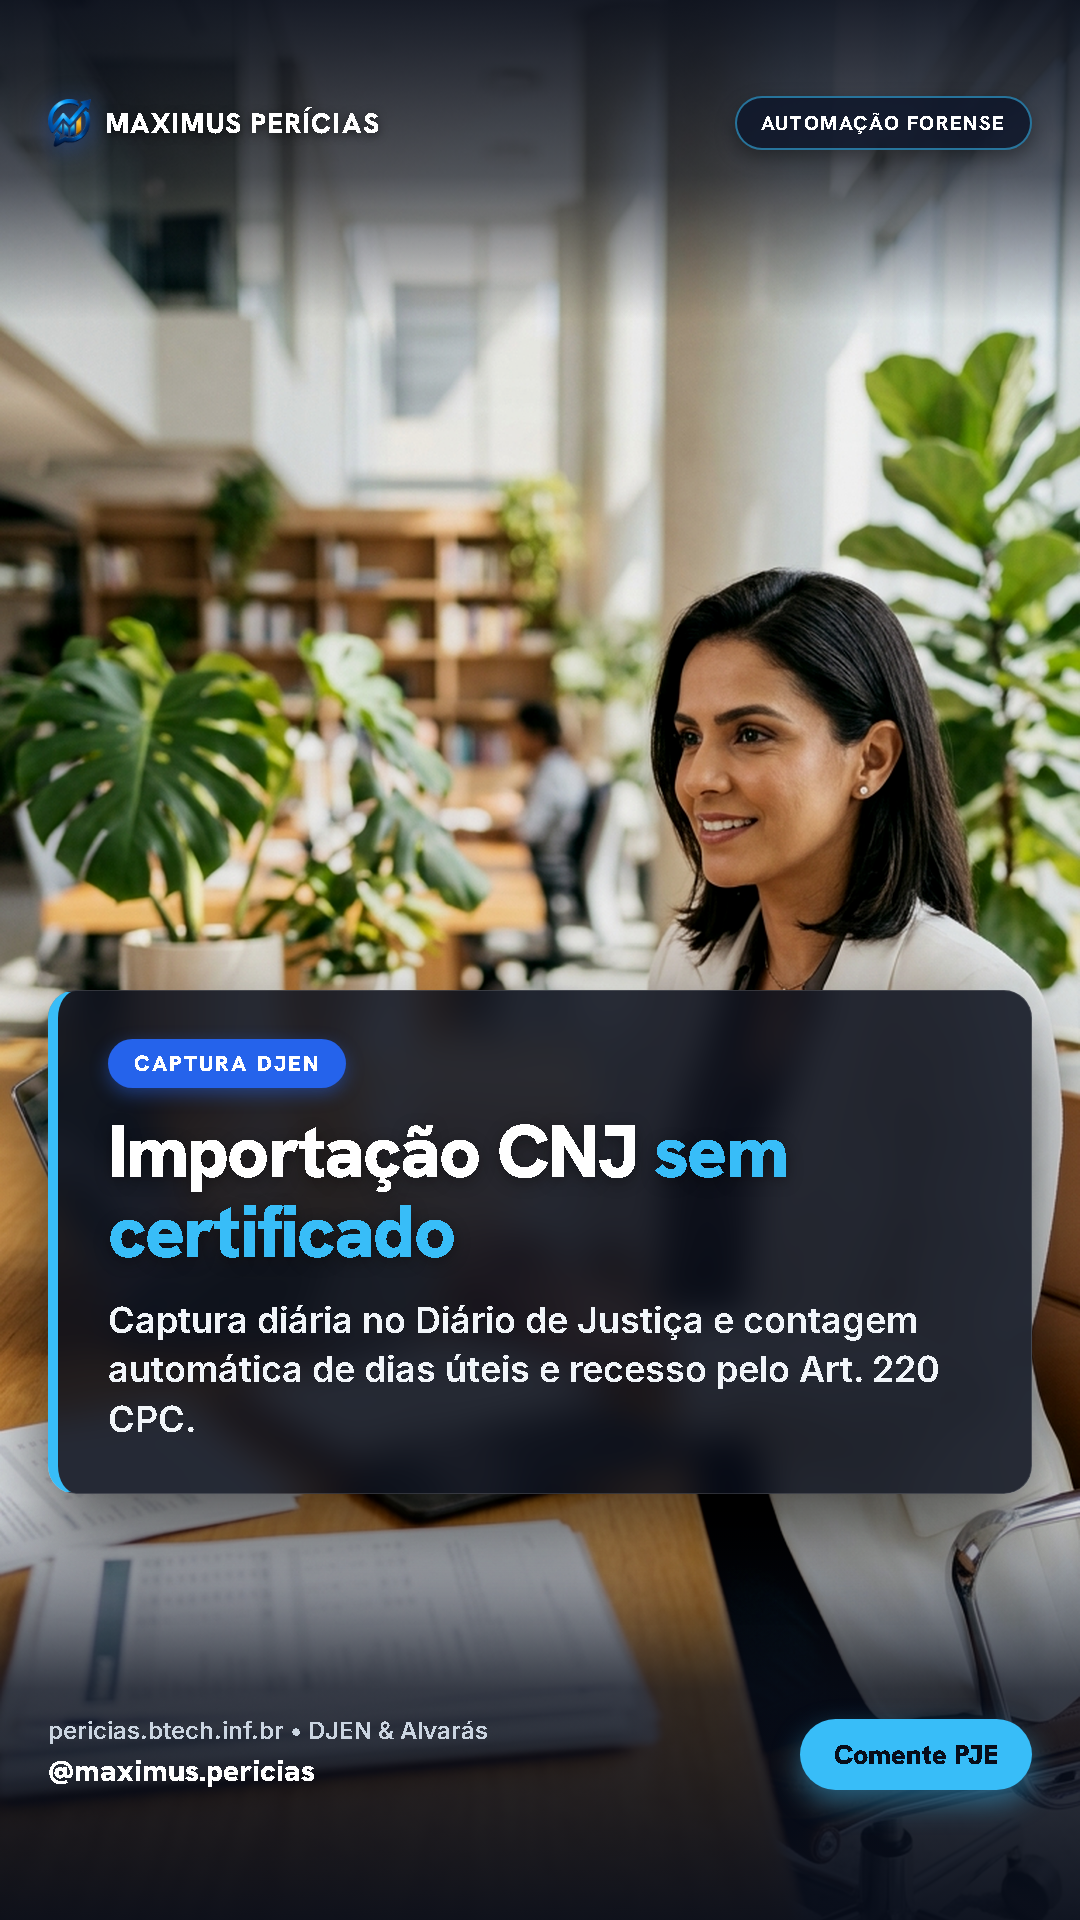 MAXIMUS PERÍCIAS
AUTOMAÇÃO FORENSE
CAPTURA DJEN
Importação CNJ sem
certificado
Captura diária no Diário de Justiça e contagem
automática de dias úteis e recesso pelo Art. 220
CPC.
pericias.btech.inf.br • DJEN & Alvarás
@maximus.pericias
Comente PJE